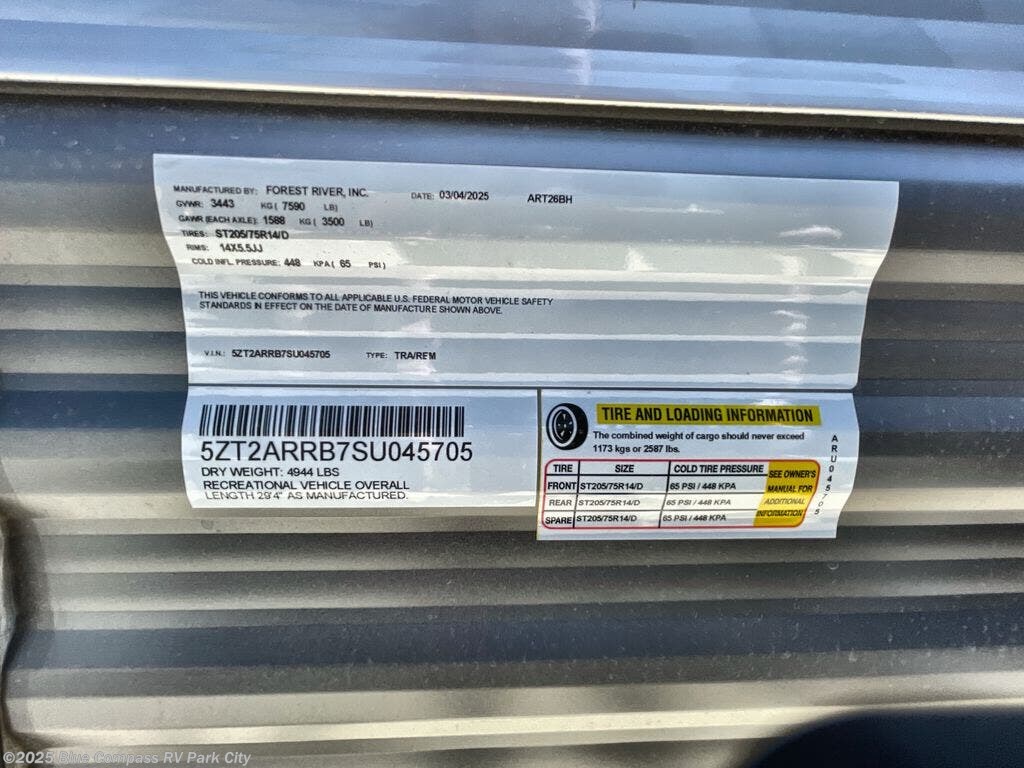 MANUFACTURED BY: FOREST RIVER, INC. DATE: 03/04/2025 ART26BH
GVWR: 3443 KG ( 7590 LB)
GAWR (EACH AXLE): 1588 KG ( 3500 LB)
TIRES: ST205/75R14/D
RIMS: 14X5.5JJ
COLD INFL. PRESSURE: 448 KPA ( 65 PSI )
THIS VEHICLE CONFORMS TO ALL APPLICABLE U.S. FEDERAL MOTOR VEHICLE SAFETY
STANDARDS IN EFFECT ON THE DATE OF MANUFACTURE SHOWN ABOVE.
V.I.N.: 5ZT2ARRB7SU045705 TYPE: TRA/REM
5ZT2ARRB7SU045705
DRY WEIGHT: 4944 LBS
RECREATIONAL VEHICLE OVERALL
LENGTH 29'4" AS MANUFACTURED.
TIRE AND LOADING INFORMATION
The combined weight of cargo should never exceed
1173 kgs or 2587 lbs.
TIRE SIZE COLD TIRE PRESSURE
FRONT ST205/75R14/D 65 PSI / 448 KPA
REAR ST205/75R14/D 65 PSI / 448 KPA
SPARE ST205/75R14/D 65 PSI / 448 KPA
SEE OWNER'S
MANUAL FOR
ADDITIONAL
INFORMATION
ARU045705
©2025 Blue Compass RV Park City